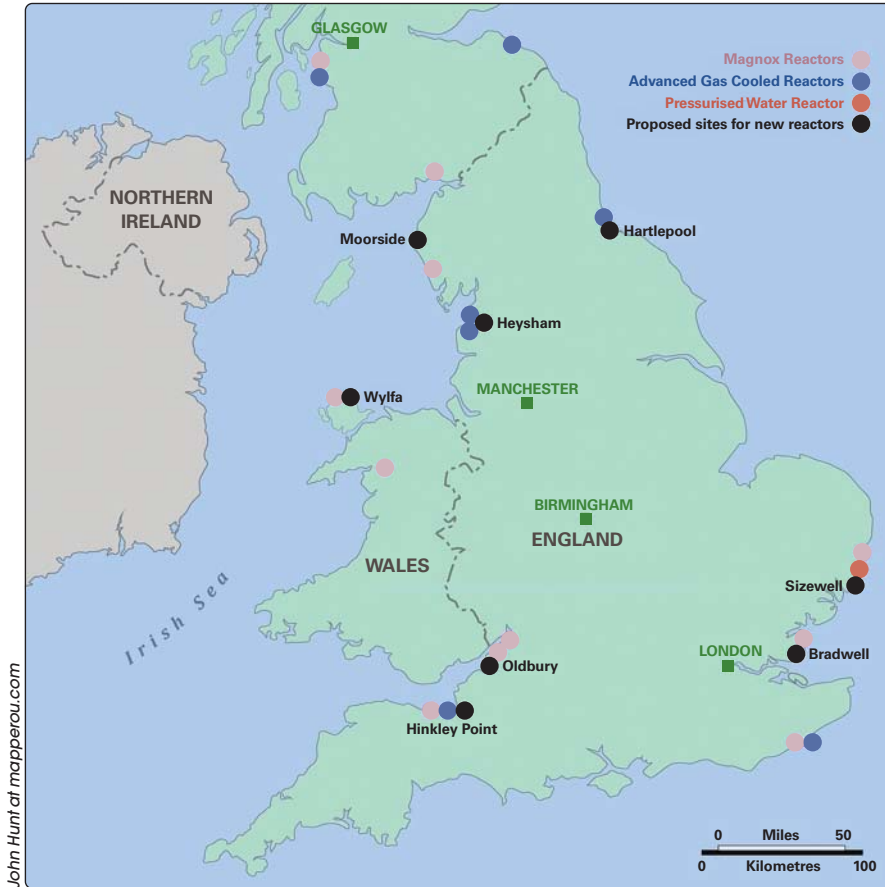 GLASGOW
Magnox Reactors
Advanced Gas Cooled Reactors
Pressurised Water Reactor
Proposed sites for new reactors
NORTHERN
IRELAND
Moorside
Hartlepool
Heysham
Wylfa
MANCHESTER
BIRMINGHAM
ENGLAND
WALES
Sizewell
Irish Sea
LONDON
Bradwell
Oldbury
Hinkley Point
0 Miles 50
0 Kilometres 100
John Hunt at mapperou.com